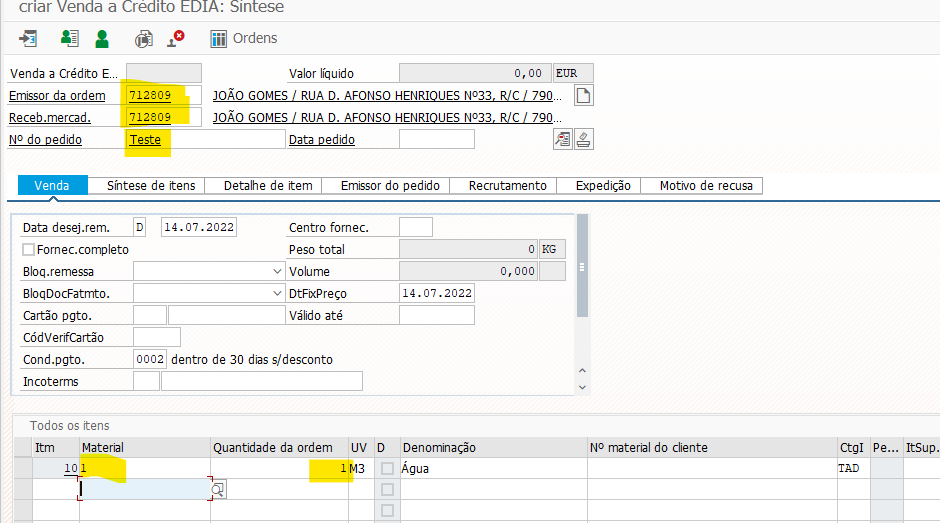 criar Venda a Crédito EDIA: Síntese
Ordens
Venda a Crédito E... Valor líquido 0,00 EUR
Emissor da ordem 712809 JOÃO GOMES / RUA D. AFONSO HENRIQUES Nº33, R/C / 790...
Receb.mercad. 712809 JOÃO GOMES / RUA D. AFONSO HENRIQUES Nº33, R/C / 790...
Nº do pedido Teste Data pedido
Venda Síntese de itens Detalhe de item Emissor do pedido Recrutamento Expedição Motivo de recusa
Data desej.rem. D 14.07.2022 Centro fornec.
Fornec.completo Peso total 0 KG
Bloq.remessa Volume 0,000
BloqDocFatmto. DtFixPreço 14.07.2022
Cartão pgto. Válido até
CódVerifCartão
Cond.pgto. 0002 dentro de 30 dias s/desconto
Incoterms
Todos os itens
Itm Material Quantidade da ordem UV D Denominação Nº material do cliente CtgI Pe... ItSup.
10 1 1 M3 Água TAD